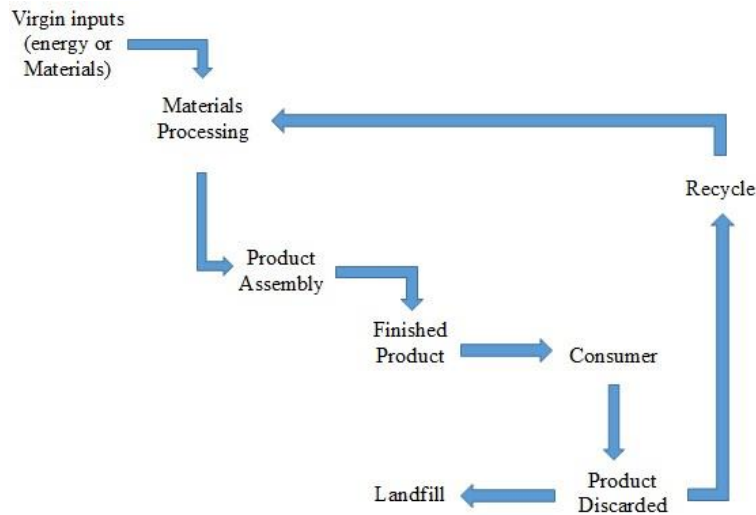 Virgin inputs
(energy or
Materials)
Materials
Processing
Recycle
Product
Assembly
Finished
Product
Consumer
Landfill
Product
Discarded